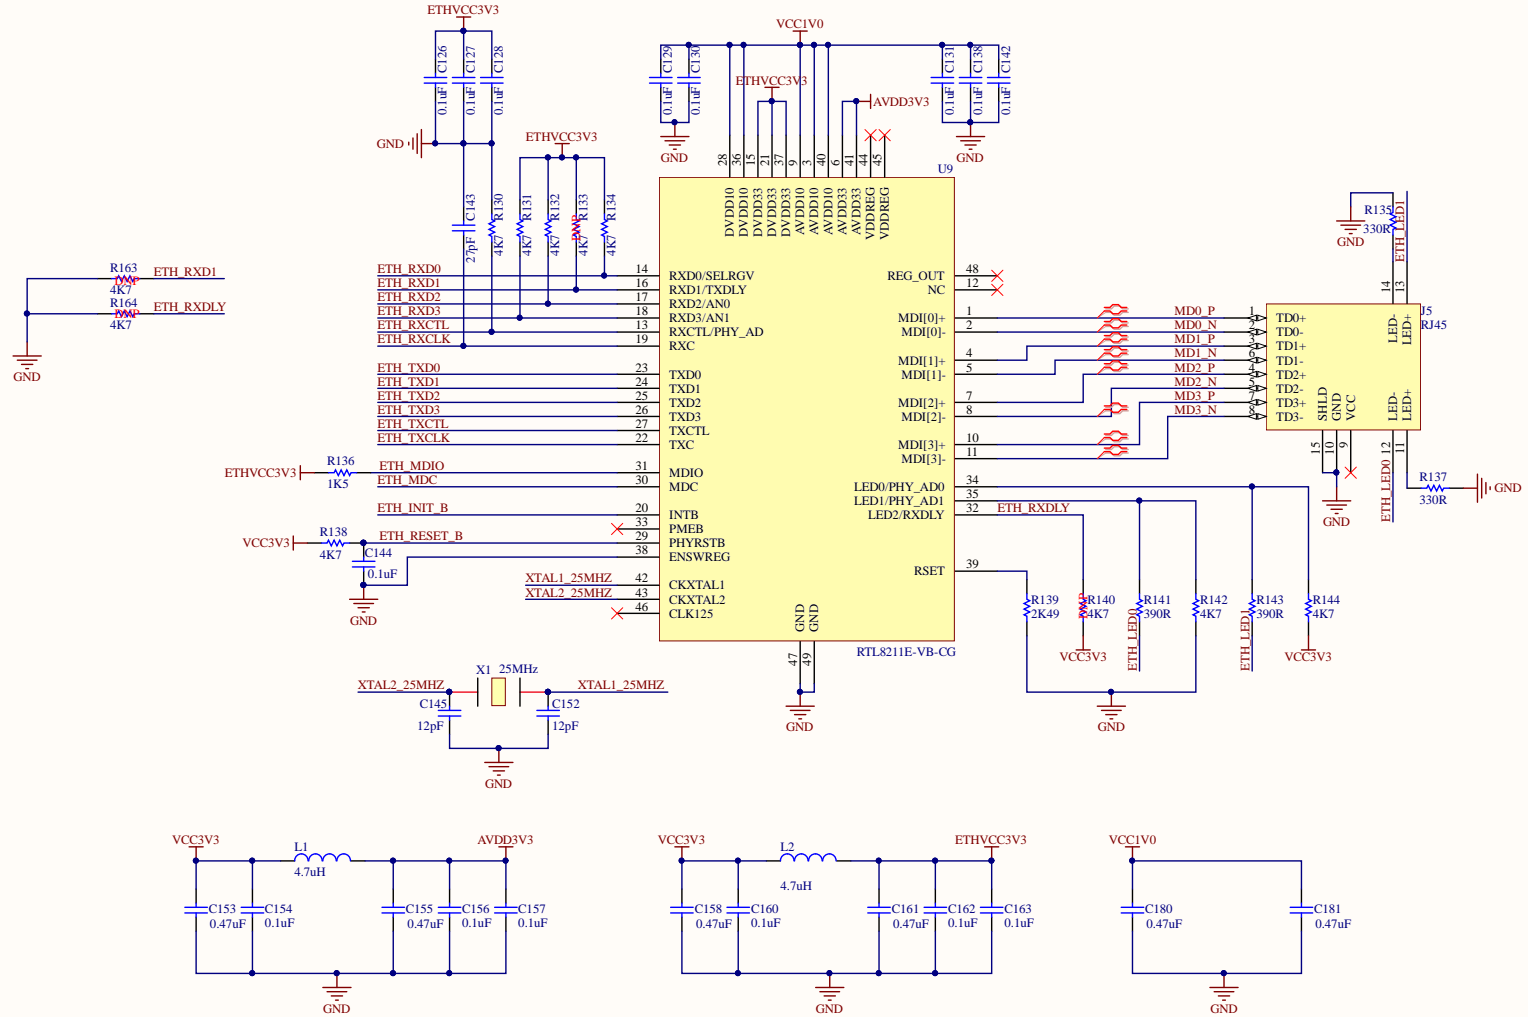 ETHVCC3V3
C126
0.1uF
C127
0.1uF
C128
0.1uF
GND
C143
27pF
ETHVCC3V3
R130
4K7
R131
4K7
R132
4K7
R133
4K7
DNP
R134
4K7
VCC1V0
C129
0.1uF
C130
0.1uF
GND
ETHVCC3V3
AVDD3V3
C131
0.1uF
C138
0.1uF
C142
0.1uF
GND
R163
DNP
4K7
ETH_RXD1
R164
DNP
4K7
ETH_RXDLY
GND
U9
28 DVDD10
36 DVDD10
15 DVDD33
21 DVDD33
37 DVDD33
9 AVDD10
3 AVDD10
40 AVDD10
6 AVDD33
41 AVDD33
44 VDDREG
45 VDDREG
ETH_RXD0 14 RXD0/SELRGV
ETH_RXD1 16 RXD1/TXDLY
ETH_RXD2 17 RXD2/AN0
ETH_RXD3 18 RXD3/AN1
ETH_RXCTL 13 RXCTL/PHY_AD
ETH_RXCLK 19 RXC
ETH_TXD0 23 TXD0
ETH_TXD1 24 TXD1
ETH_TXD2 25 TXD2
ETH_TXD3 26 TXD3
ETH_TXCTL 27 TXCTL
ETH_TXCLK 22 TXC
ETHVCC3V3
R136
1K5
ETH_MDIO 31 MDIO
ETH_MDC 30 MDC
ETH_INIT_B 20 INTB
33 PMEB
VCC3V3
R138
4K7
ETH_RESET_B 29 PHYRSTB
38 ENSWREG
C144
0.1uF
GND
XTAL1_25MHZ 42 CKXTAL1
XTAL2_25MHZ 43 CKXTAL2
46 CLK125
REG_OUT 48
NC 12
MDI[0]+ 1
MDI[0]- 2
MDI[1]+ 4
MDI[1]- 5
MDI[2]+ 7
MDI[2]- 8
MDI[3]+ 10
MDI[3]- 11
LED0/PHY_AD0 34
LED1/PHY_AD1 35
LED2/RXDLY 32 ETH_RXDLY
RSET 39
GND 47
GND 49
GND
RTL8211E-VB-CG
R135
330R
GND
ETH_LED1
14 LED-
13 LED+
J5
RJ45
MD0_P 1 TD0+
MD0_N 2 TD0-
MD1_P 3 TD1+
MD1_N 6 TD1-
MD2_P 4 TD2+
MD2_N 5 TD2-
MD3_P 7 TD3+
MD3_N 8 TD3-
15 SHLD
10 GND
9 VCC
12 LED-
11 LED+
GND
ETH_LED0
R137
330R
GND
R139
2K49
R140
4K7
DNP
VCC3V3
R141
390R
ETH_LED0
R142
4K7
R143
390R
ETH_LED1
R144
4K7
VCC3V3
GND
XTAL2_25MHZ
X1 25MHz
XTAL1_25MHZ
C145
12pF
C152
12pF
GND
VCC3V3
L1
4.7uH
AVDD3V3
C153
0.47uF
C154
0.1uF
C155
0.47uF
C156
0.1uF
C157
0.1uF
GND
VCC3V3
L2
4.7uH
ETHVCC3V3
C158
0.47uF
C160
0.1uF
C161
0.47uF
C162
0.1uF
C163
0.1uF
GND
VCC1V0
C180
0.47uF
C181
0.47uF
GND